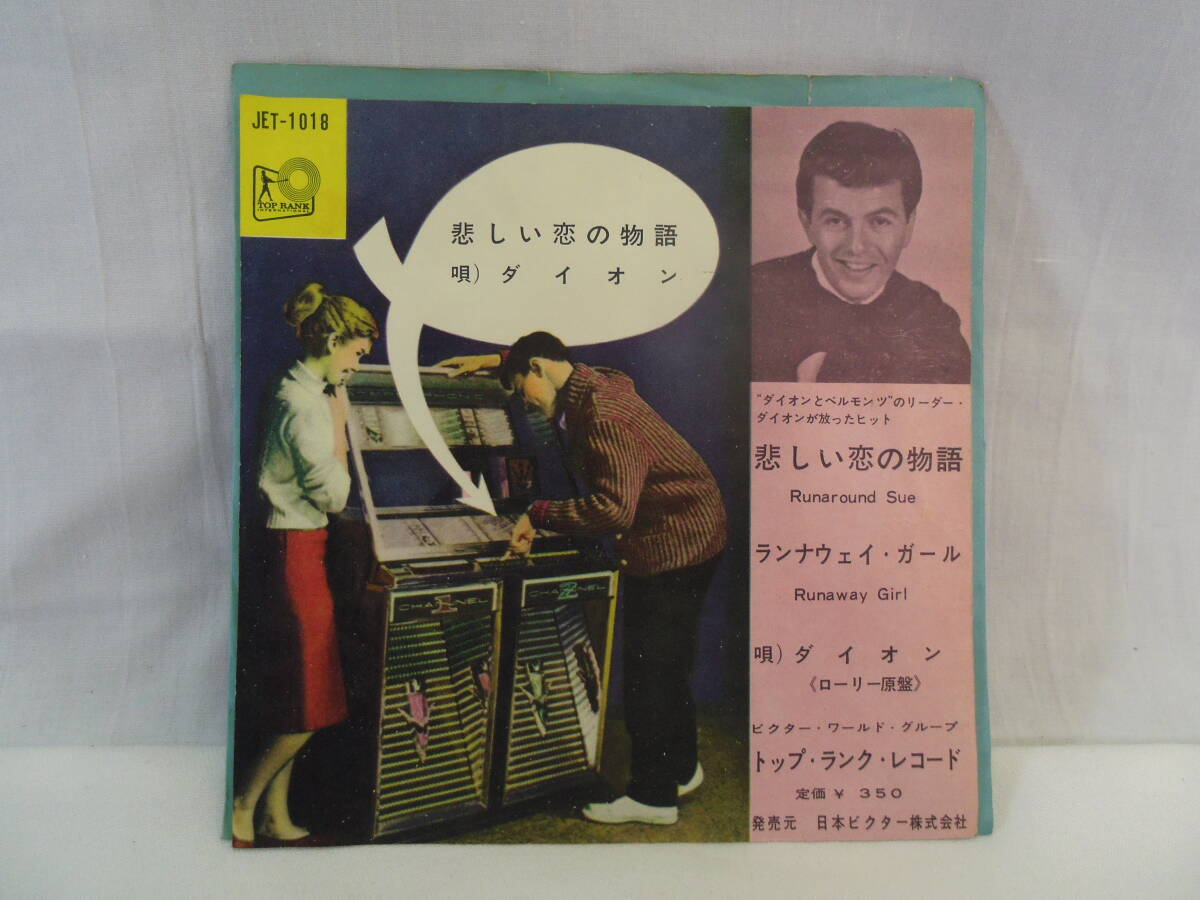 JET-1018
TOP RANK
INTERNATIONAL
悲しい恋の物語
唄）ダイオン
CHANNEL 1
CHANNEL 2
"ダイオンとベルモンツ"のリーダー・
ダイオンが放ったヒット
悲しい恋の物語
Runaround Sue
ランナウェイ・ガール
Runaway Girl
唄）ダイオン
《ローリー原盤》
ビクター・ワールド・グループ
トップ・ランク・レコード
定価 ¥ 350
発売元 日本ビクター株式会社